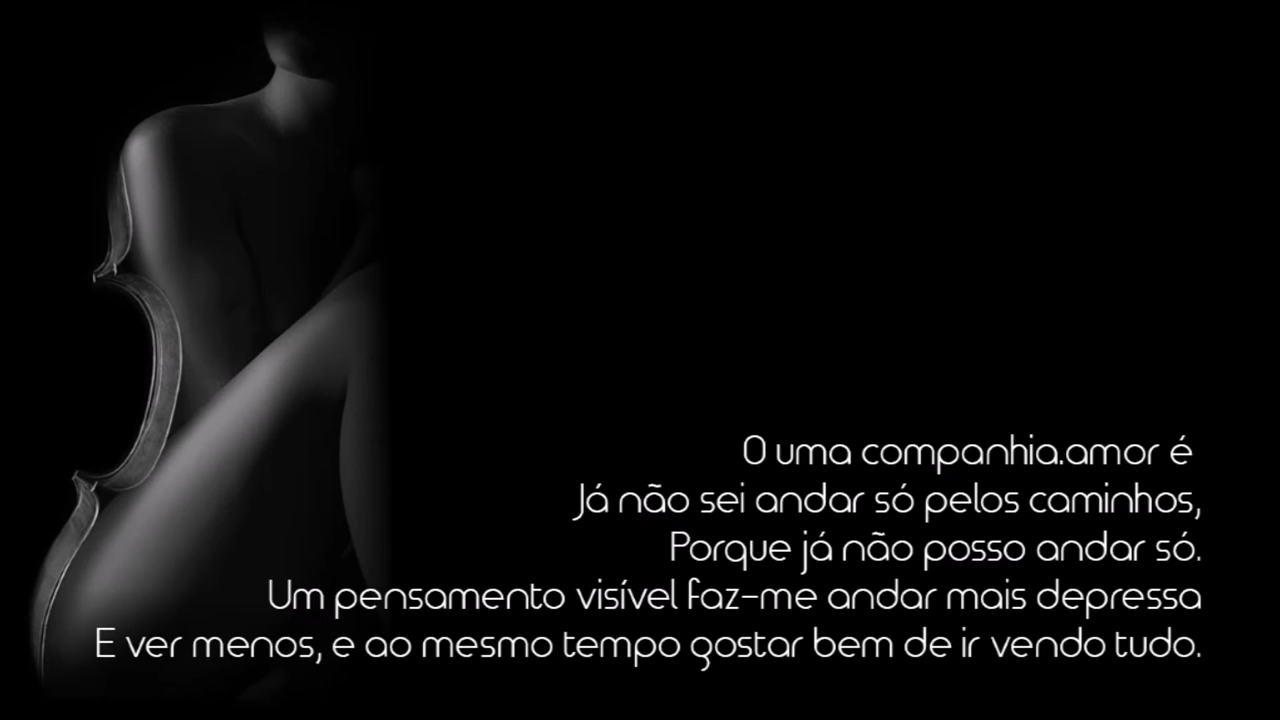 O uma companhia.amor é
Já não sei andar só pelos caminhos,
Porque já não posso andar só.
Um pensamento visível faz-me andar mais depressa
E ver menos, e ao mesmo tempo gostar bem de ir vendo tudo.